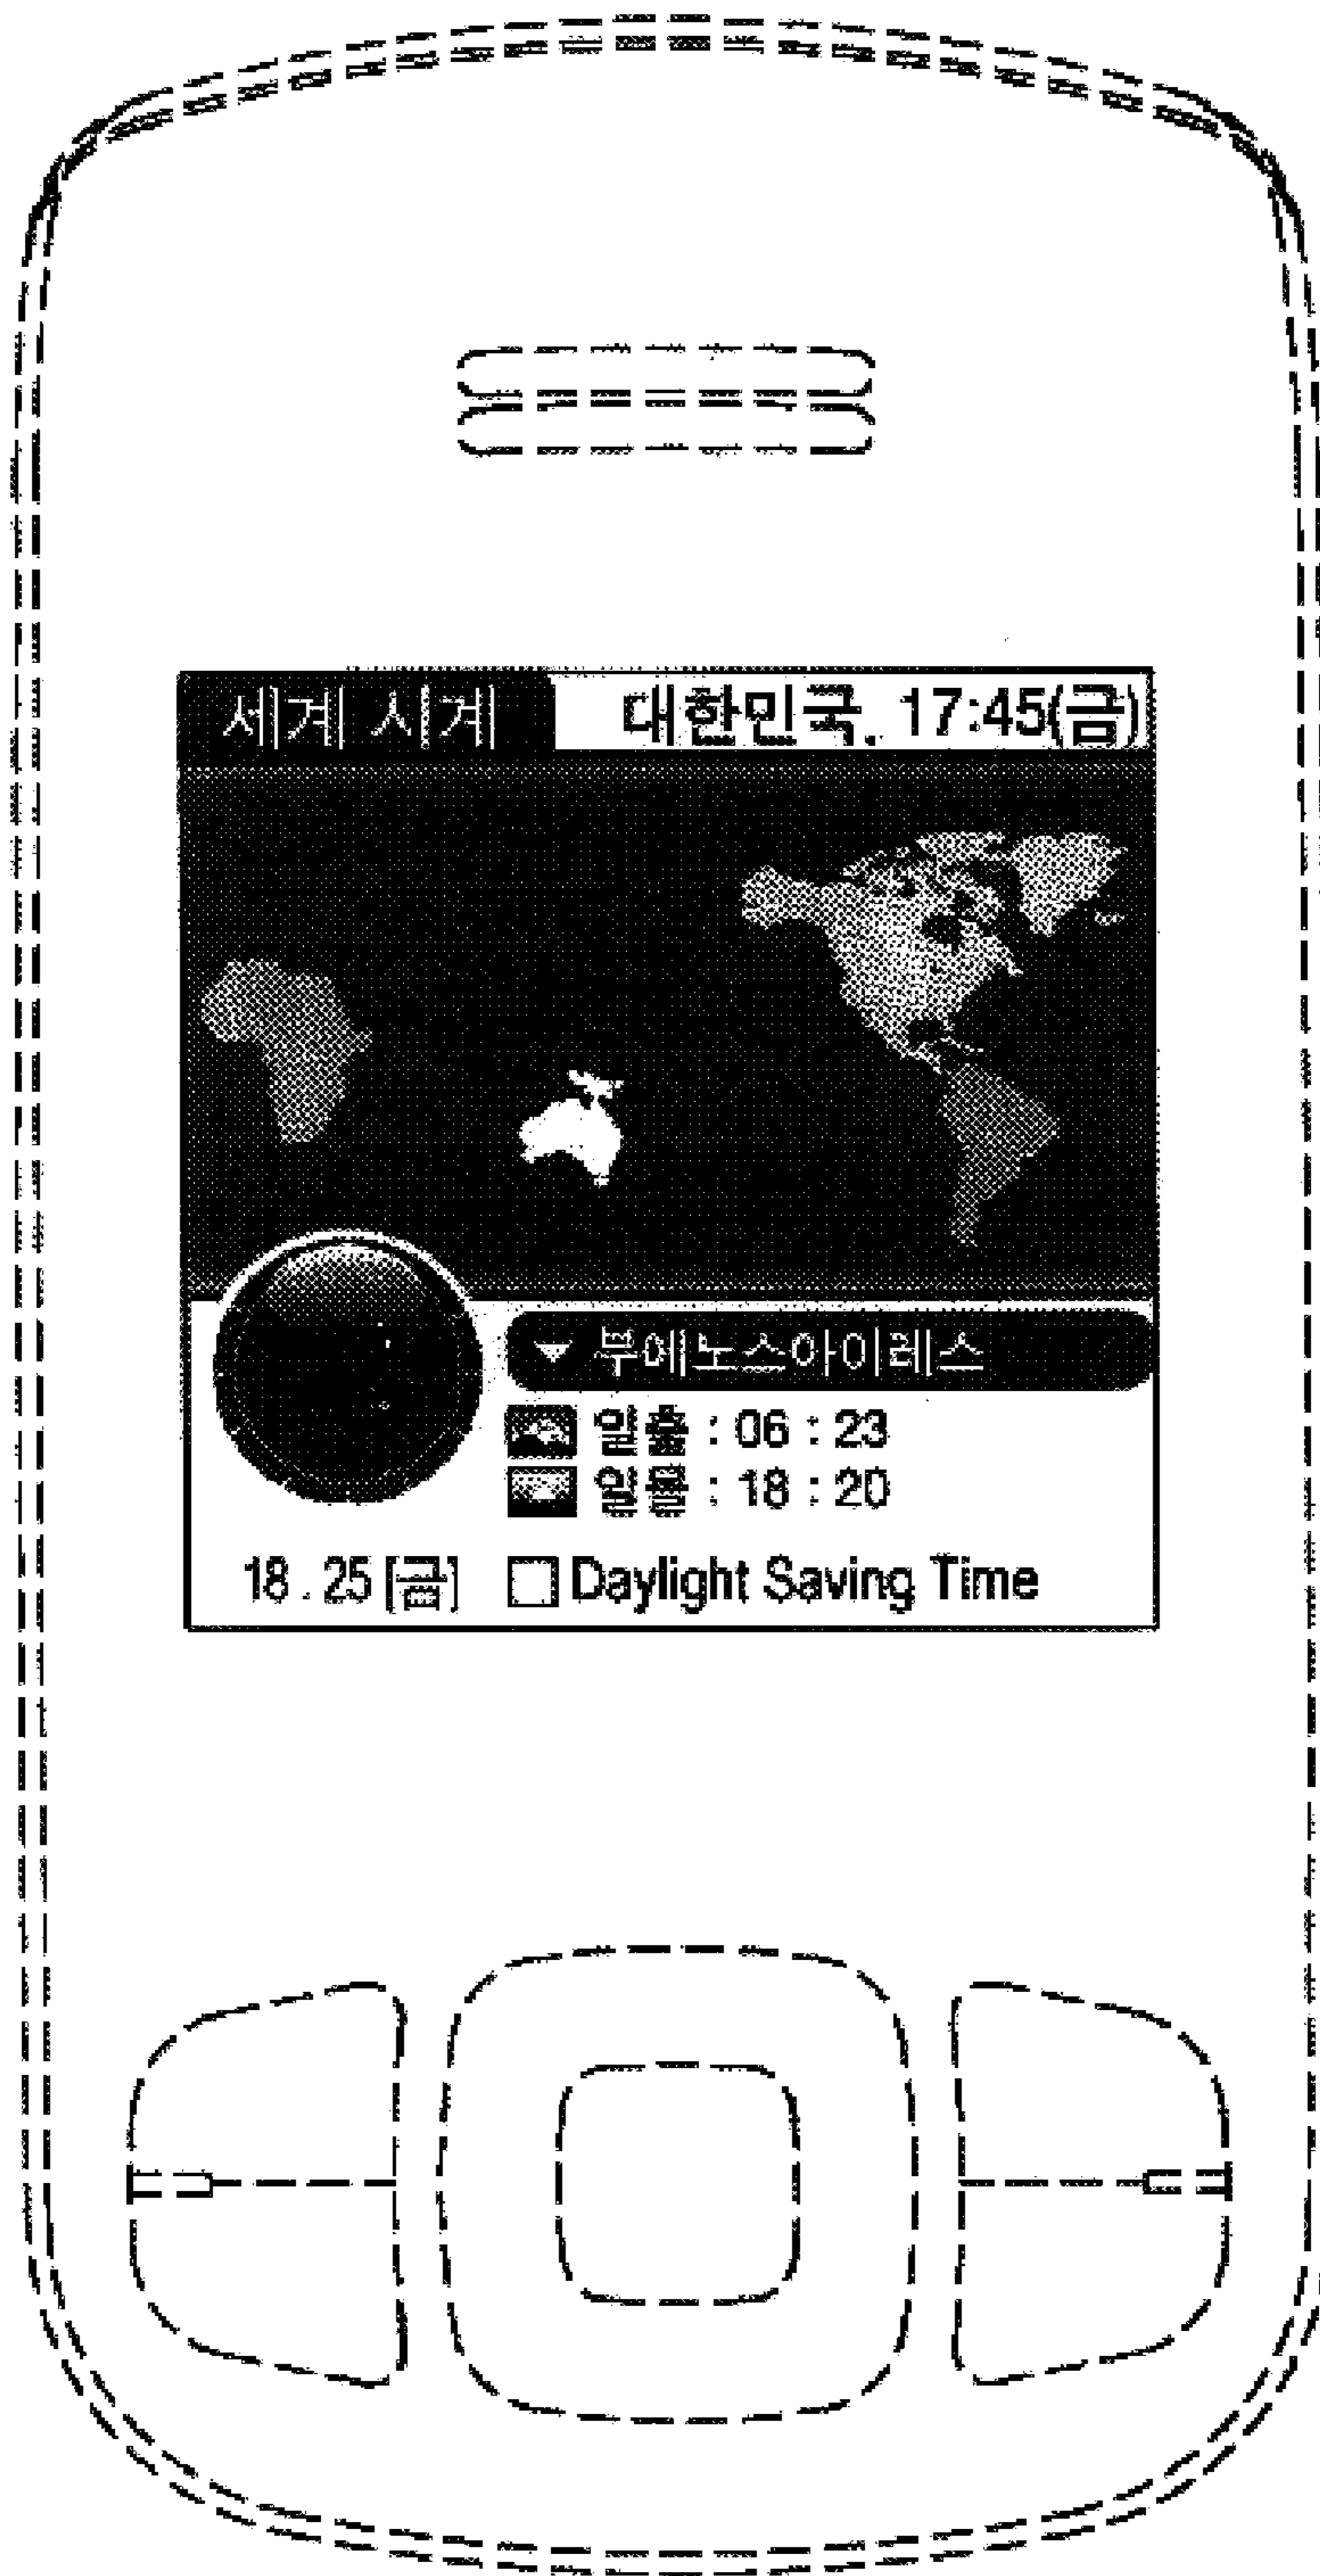 세계 시계 대한민국. 17:45(금)
부에노스아이레스
일출 : 06 : 23
일몰 : 18 : 20
18 . 25 [금] Daylight Saving Time